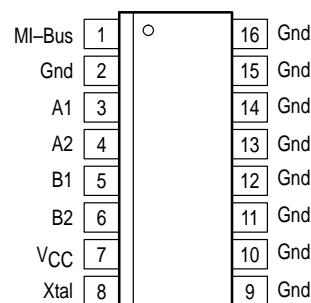 MI–Bus 1 16 Gnd
Gnd 2 15 Gnd
A1 3 14 Gnd
A2 4 13 Gnd
B1 5 12 Gnd
B2 6 11 Gnd
VCC 7 10 Gnd
Xtal 8 9 Gnd